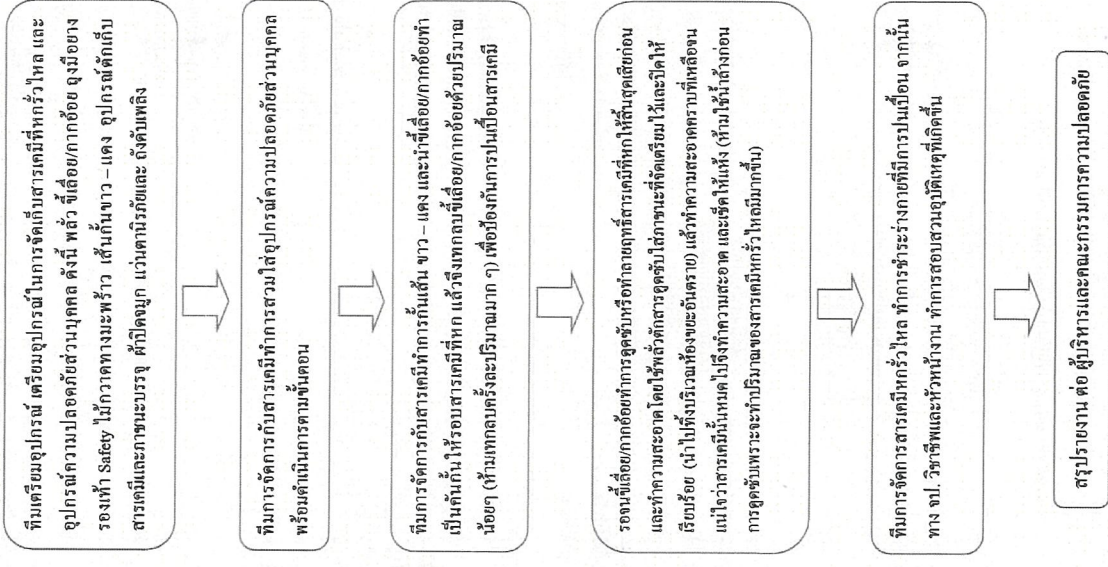 ทีมเตรียมอุปกรณ์ เตรียมอุปกรณ์ในการจัดเก็บสารเคมีที่หกรั่วไหล และ
อุปกรณ์ความปลอดภัยส่วนบุคคล ดังนี้ พลั่ว ขี้เลื่อย/กากอ้อย ถุงมือยาง
รองเท้า Safety ไม้กวาดทางมะพร้าว เส้นกั้นขาว – แดง อุปกรณ์ตักเก็บ
สารเคมีและภาชนะบรรจุ ผ้าปิดจมูก แว่นตานิรภัยและ ถังดับเพลิง
ทีมการจัดการกับสารเคมีทำการสวมใส่อุปกรณ์ความปลอดภัยส่วนบุคคล
พร้อมดำเนินการตามขั้นตอน
ทีมการจัดการกับสารเคมีทำการกั้นเส้น ขาว – แดง และนำขี้เลื่อย/กากอ้อยทำ
เป็นคันกั้นให้รอบสารเคมีที่หก แล้วจึงเทกลบขี้เลื่อย/กากอ้อยด้วยปริมาณ
น้อยๆ (ห้ามเทกลบครั้งละปริมาณมาก ๆ) เพื่อป้องกันการปนเปื้อนสารเคมี
รอจนขี้เลื่อย/กากอ้อยทำการดูดซับหรือทำลายฤทธิ์สารเคมีที่หกให้สิ้นสุดเสียก่อน
และทำความสะอาดโดยใช้พลั่วตักสารดูดซับใส่ภาชนะที่จัดเตรียมไว้และปิดให้
เรียบร้อย (นำไปทิ้งบริเวณห้องขยะอันตราย) แล้วทำความสะอาดคราบที่เหลือจน
แน่ใจว่าสารเคมีนั้นหมดไปจึงทำความสะอาด และเช็ดให้แห้ง (ห้ามใช้น้ำล้างก่อน
การดูดซับเพราะจะทำปริมาณของสารเคมีหกรั่วไหลมีมากขึ้น)
ทีมการจัดการสารเคมีหกรั่วไหล ทำการชำระร่างกายที่มีการปนเปื้อน จากนั้น
ทาง จป. วิชาชีพและหัวหน้างาน ทำการสอบสวนอุบัติเหตุที่เกิดขึ้น
สรุปรายงาน ต่อ ผู้บริหารและคณะกรรมการความปลอดภัย